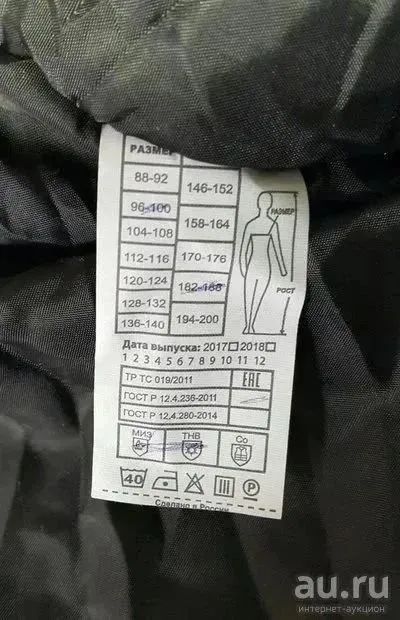 РАЗМЕР
88-92
146-152
96-100
158-164
104-108
112-116
170-176
120-124
182-188
128-132
194-200
136-140
РАЗМЕР
РОСТ
Дата выпуска: 2017 2018
1 2 3 4 5 6 7 8 9 10 11 12
ТР ТС 019/2011
EAC
ГОСТ Р 12.4.236-2011
ГОСТ Р 12.4.280-2014
МИЗ
ТНВ
Со
40
P
Сделано в России
au.ru
интернет-аукцион